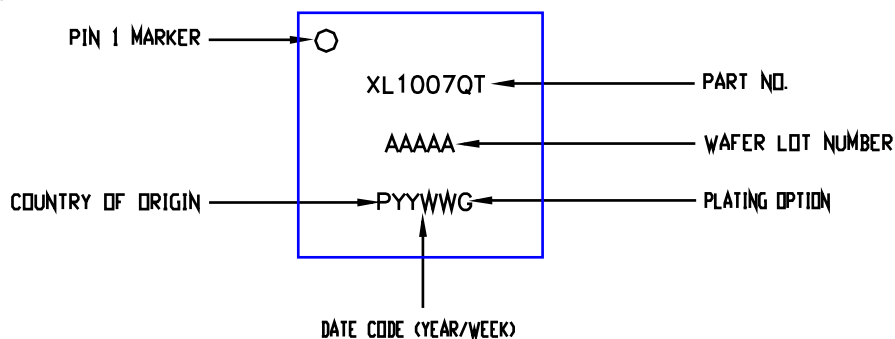 PIN 1 MARKER
XL1007QT
PART NO.
AAAAA
WAFER LOT NUMBER
COUNTRY OF ORIGIN
PYYWWG
PLATING OPTION
DATE CODE (YEAR/WEEK)